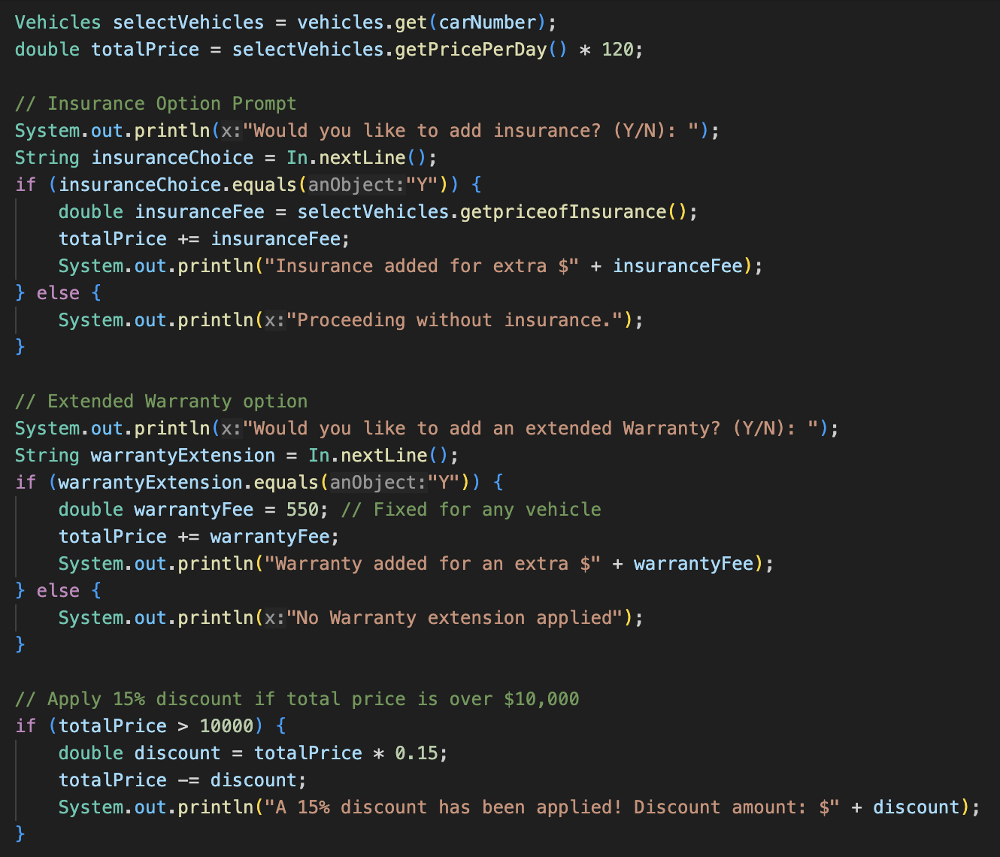 Vehicles selectVehicles = vehicles.get(carNumber);
double totalPrice = selectVehicles.getPricePerDay() * 120;

// Insurance Option Prompt
System.out.println(x:"Would you like to add insurance? (Y/N): ");
String insuranceChoice = In.nextLine();
if (insuranceChoice.equals(anObject:"Y")) {
    double insuranceFee = selectVehicles.getpriceofInsurance();
    totalPrice += insuranceFee;
    System.out.println("Insurance added for extra $" + insuranceFee);
} else {
    System.out.println(x:"Proceeding without insurance.");
}

// Extended Warranty option
System.out.println(x:"Would you like to add an extended Warranty? (Y/N): ");
String warrantyExtension = In.nextLine();
if (warrantyExtension.equals(anObject:"Y")) {
    double warrantyFee = 550; // Fixed for any vehicle
    totalPrice += warrantyFee;
    System.out.println("Warranty added for an extra $" + warrantyFee);
} else {
    System.out.println(x:"No Warranty extension applied");
}

// Apply 15% discount if total price is over $10,000
if (totalPrice > 10000) {
    double discount = totalPrice * 0.15;
    totalPrice -= discount;
    System.out.println("A 15% discount has been applied! Discount amount: $" + discount);
}